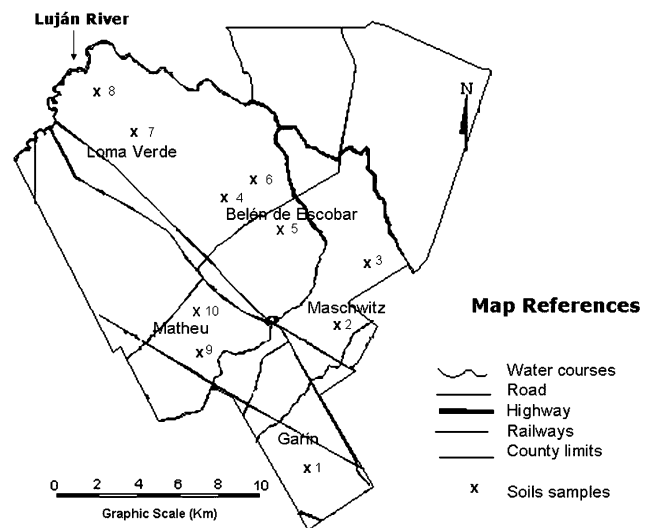 Luján River
N
x 8
x 7
Loma Verde
x 6
x 4
Belén de Escobar
x 5
x 3
Maschwitz
x 2
x 10
Matheu
x 9
Garín
x 1
Map References
Water courses
Road
Highway
Railways
County limits
x Soils samples
0 2 4 6 8 10
Graphic Scale (Km)